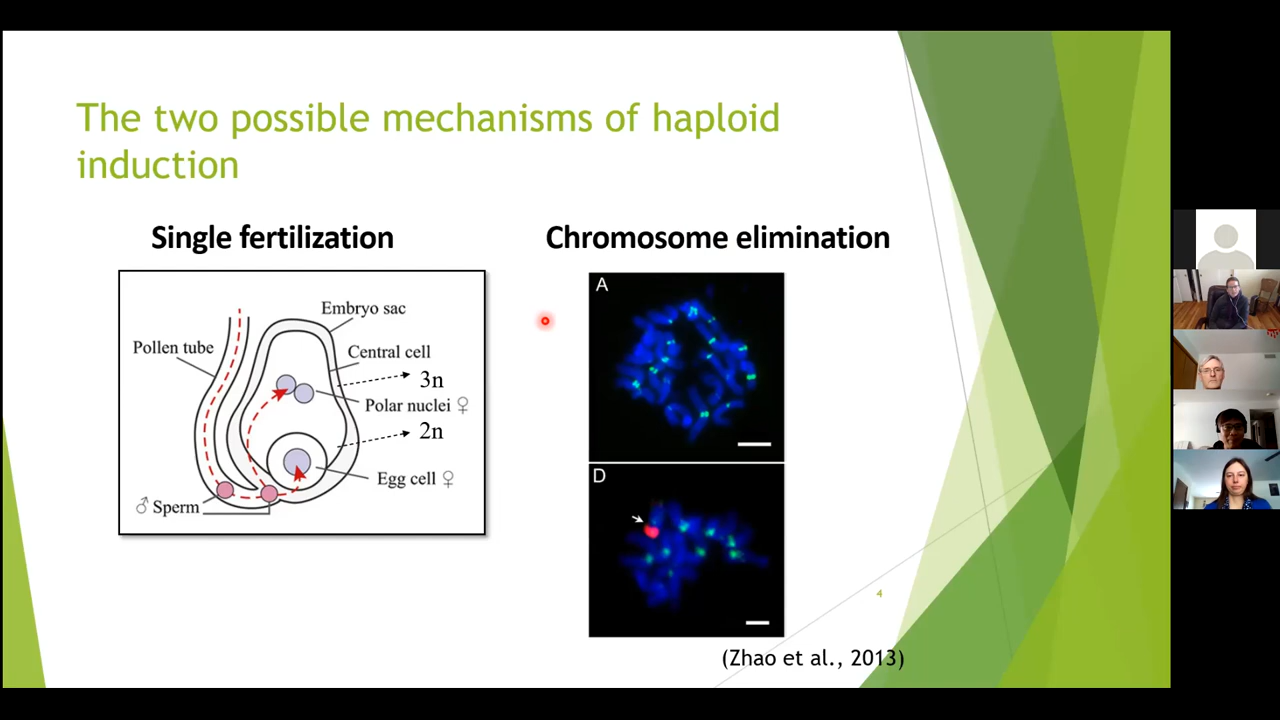 The two possible mechanisms of haploid
induction
Single fertilization
Chromosome elimination
Embryo sac
Pollen tube
Central cell
3n
Polar nuclei ♀
2n
Egg cell ♀
♂ Sperm
A
D
4
(Zhao et al., 2013)